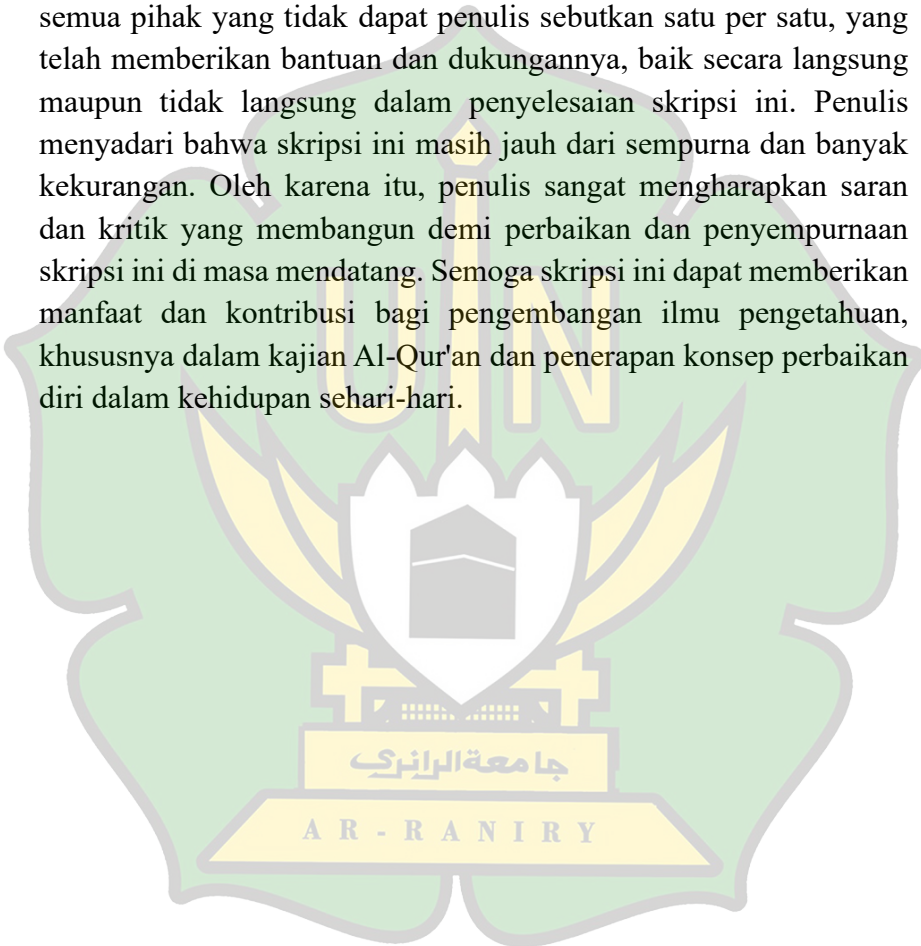 semua pihak yang tidak dapat penulis sebutkan satu per satu, yang
telah memberikan bantuan dan dukungannya, baik secara langsung
maupun tidak langsung dalam penyelesaian skripsi ini. Penulis
menyadari bahwa skripsi ini masih jauh dari sempurna dan banyak
kekurangan. Oleh karena itu, penulis sangat mengharapkan saran
dan kritik yang membangun demi perbaikan dan penyempurnaan
skripsi ini di masa mendatang. Semoga skripsi ini dapat memberikan
manfaat dan kontribusi bagi pengembangan ilmu pengetahuan,
khususnya dalam kajian Al-Qur'an dan penerapan konsep perbaikan
diri dalam kehidupan sehari-hari.
UIN
جامعةالرانري
AR-RANIRY